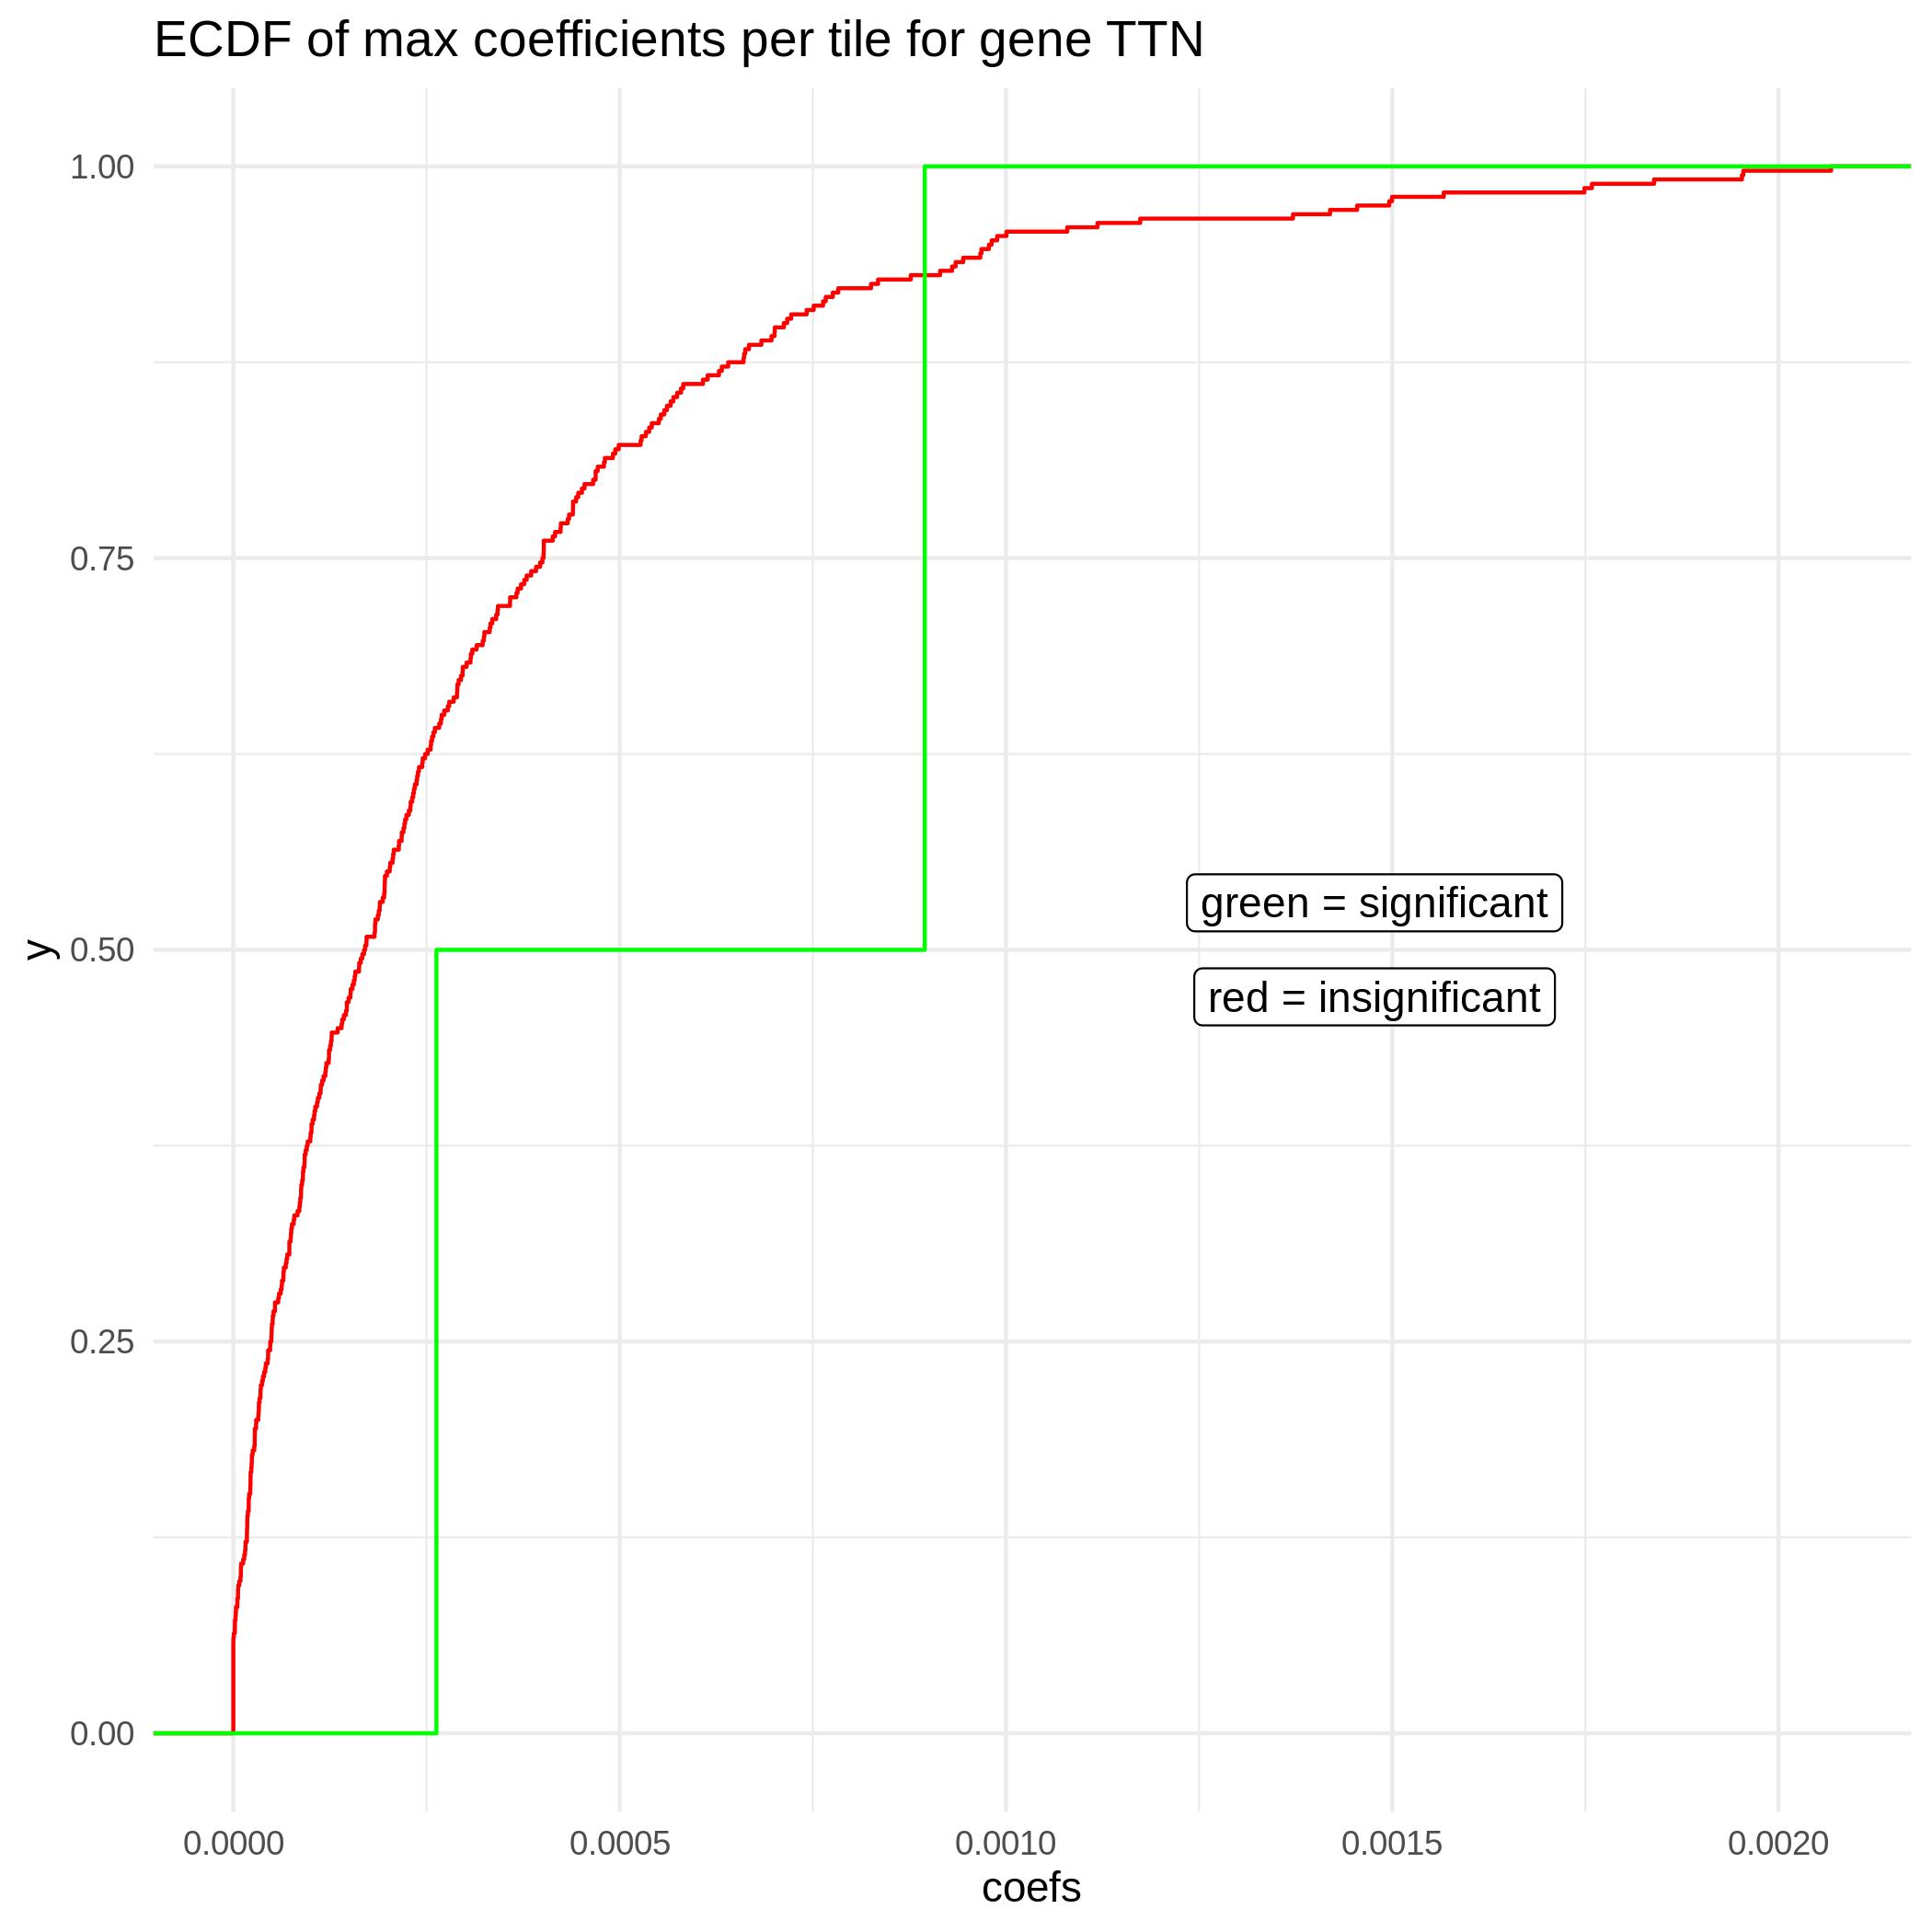 ECDF of max coefficients per tile for gene TTN
1.00
0.75
0.50
0.25
0.00
y
green = significant
red = insignificant
0.0000 0.0005 0.0010 0.0015 0.0020
coefs